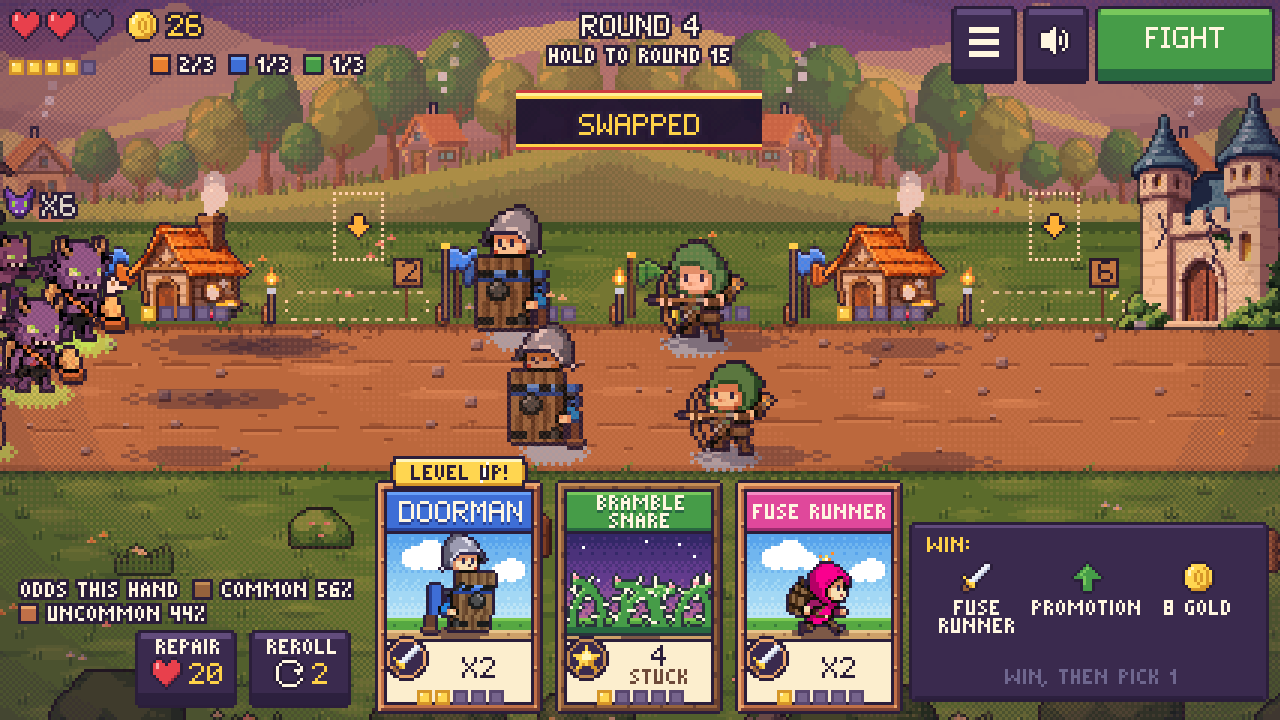 26
2/3
1/3
1/3
ROUND 4
HOLD TO ROUND 15
FIGHT
SWAPPED
X6
2
6
LEVEL UP!
DOORMAN
X2
BRAMBLE
SNARE
4
STUCK
FUSE RUNNER
X2
ODDS THIS HAND
COMMON 56%
UNCOMMON 44%
REPAIR
20
REROLL
2
WIN:
FUSE
RUNNER
PROMOTION
8 GOLD
WIN, THEN PICK 1